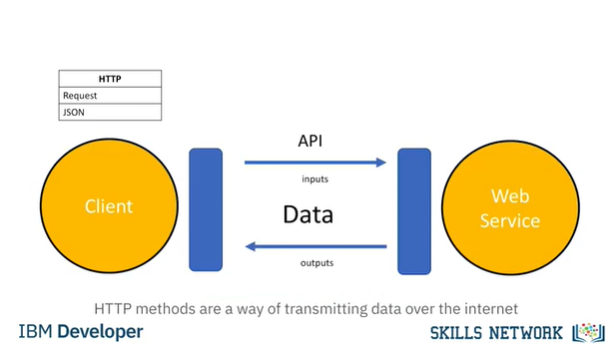 HTTP
Request
JSON
API
inputs
Client
Data
Web
Service
outputs
HTTP methods are a way of transmitting data over the internet
IBM Developer
SKILLS NETWORK